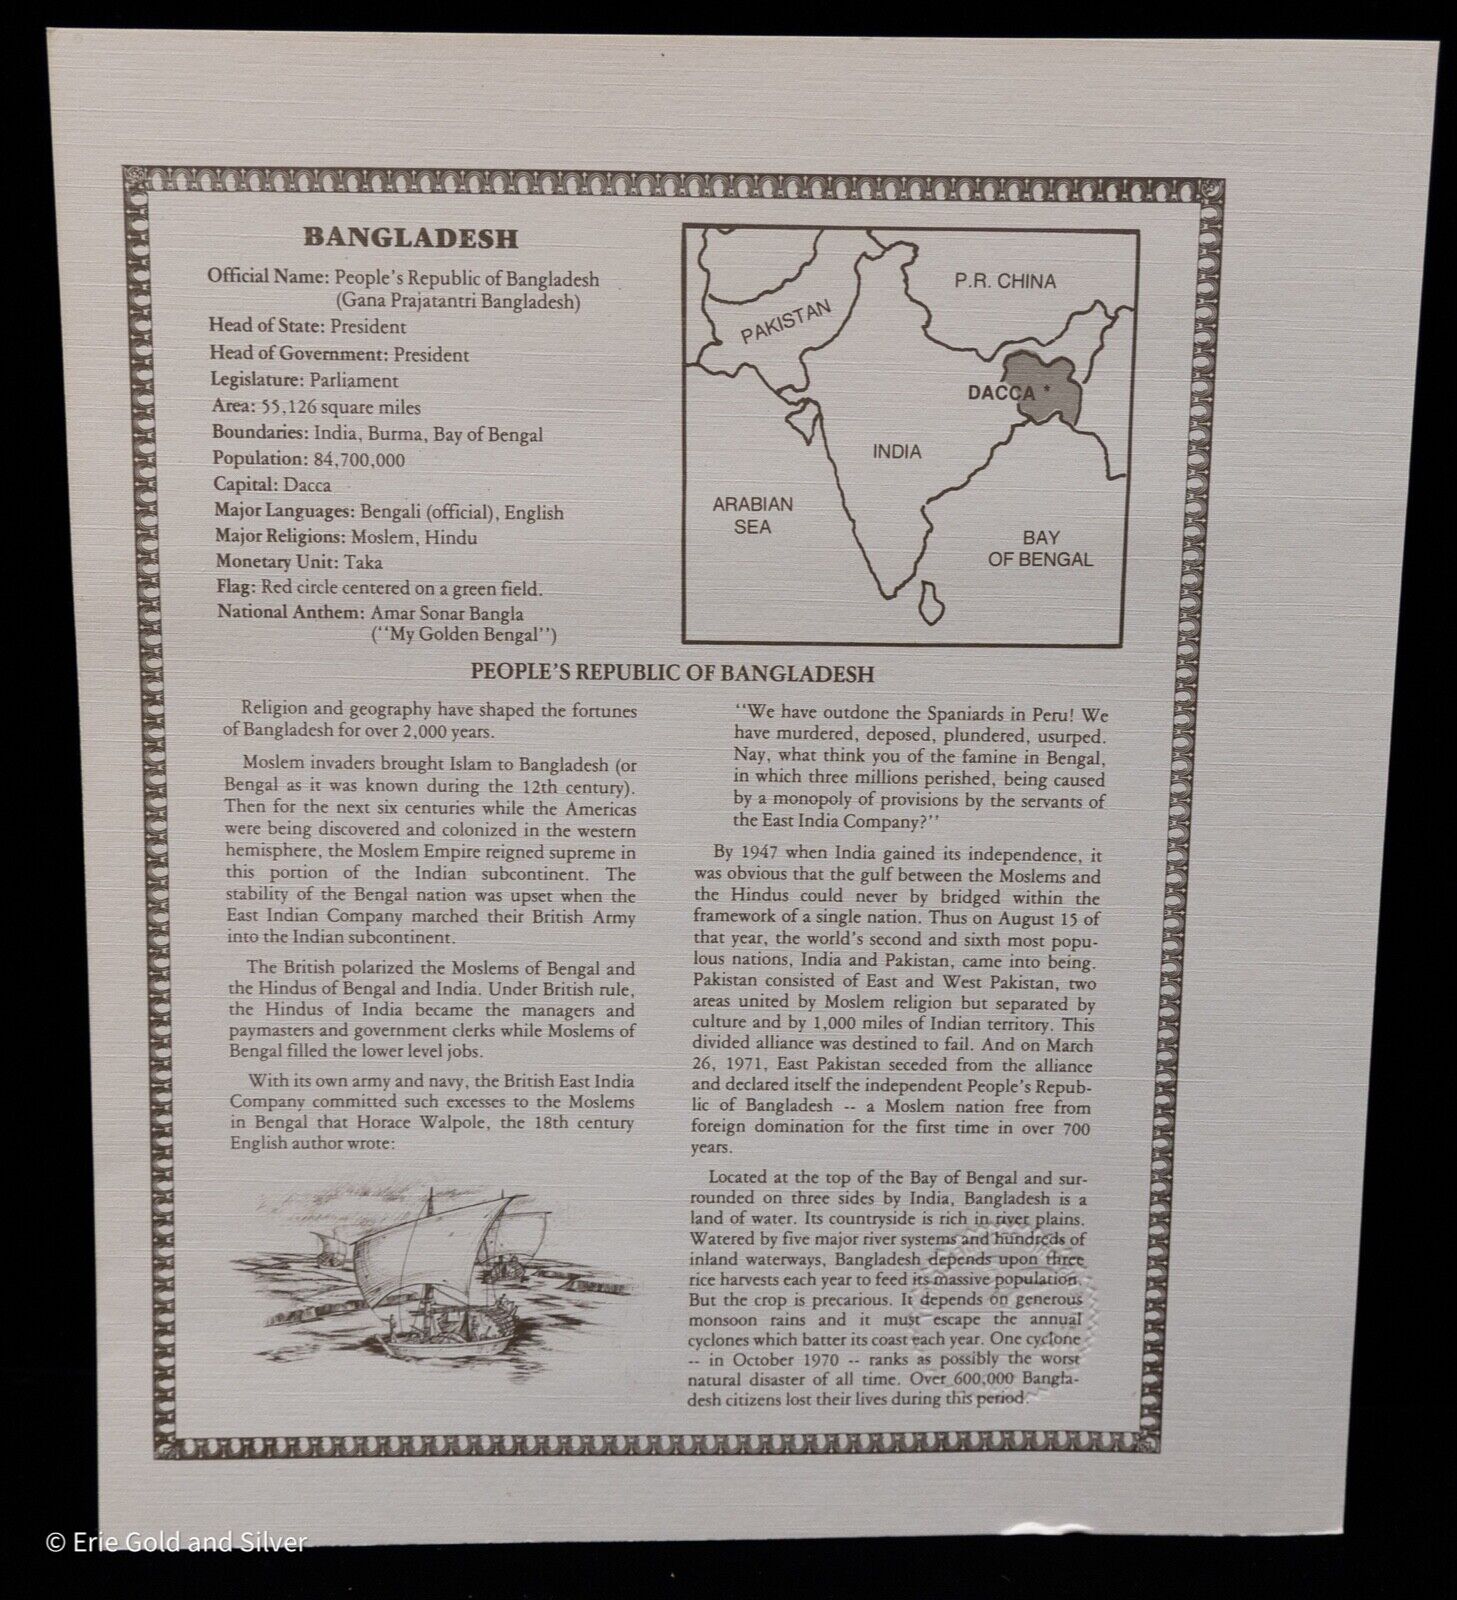 BANGLADESH
Official Name: People's Republic of Bangladesh
(Gana Prajatantri Bangladesh)
Head of State: President
Head of Government: President
Legislature: Parliament
Area: 55,126 square miles
Boundaries: India, Burma, Bay of Bengal
Population: 84,700,000
Capital: Dacca
Major Languages: Bengali (official), English
Major Religions: Moslem, Hindu
Monetary Unit: Taka
Flag: Red circle centered on a green field.
National Anthem: Amar Sonar Bangla
(''My Golden Bengal'')
P.R. CHINA
PAKISTAN
DACCA *
INDIA
ARABIAN
SEA
BAY
OF BENGAL
PEOPLE'S REPUBLIC OF BANGLADESH
Religion and geography have shaped the fortunes
of Bangladesh for over 2,000 years.
Moslem invaders brought Islam to Bangladesh (or
Bengal as it was known during the 12th century).
Then for the next six centuries while the Americas
were being discovered and colonized in the western
hemisphere, the Moslem Empire reigned supreme in
this portion of the Indian subcontinent. The
stability of the Bengal nation was upset when the
East Indian Company marched their British Army
into the Indian subcontinent.
The British polarized the Moslems of Bengal and
the Hindus of Bengal and India. Under British rule,
the Hindus of India became the managers and
paymasters and government clerks while Moslems of
Bengal filled the lower level jobs.
With its own army and navy, the British East India
Company committed such excesses to the Moslems
in Bengal that Horace Walpole, the 18th century
English author wrote:
''We have outdone the Spaniards in Peru! We
have murdered, deposed, plundered, usurped.
Nay, what think you of the famine in Bengal,
in which three millions perished, being caused
by a monopoly of provisions by the servants of
the East India Company?''
By 1947 when India gained its independence, it
was obvious that the gulf between the Moslems and
the Hindus could never by bridged within the
framework of a single nation. Thus on August 15 of
that year, the world's second and sixth most popu-
lous nations, India and Pakistan, came into being.
Pakistan consisted of East and West Pakistan, two
areas united by Moslem religion but separated by
culture and by 1,000 miles of Indian territory. This
divided alliance was destined to fail. And on March
26, 1971, East Pakistan seceded from the alliance
and declared itself the independent People's Repub-
lic of Bangladesh -- a Moslem nation free from
foreign domination for the first time in over 700
years.
Located at the top of the Bay of Bengal and sur-
rounded on three sides by India, Bangladesh is a
land of water. Its countryside is rich in river plains.
Watered by five major river systems and hundreds of
inland waterways, Bangladesh depends upon three
rice harvests each year to feed its massive population.
But the crop is precarious. It depends on generous
monsoon rains and it must escape the annual
cyclones which batter its coast each year. One cyclone
-- in October 1970 -- ranks as possibly the worst
natural disaster of all time. Over 600,000 Bangla-
desh citizens lost their lives during this period.
© Erie Gold and Silver